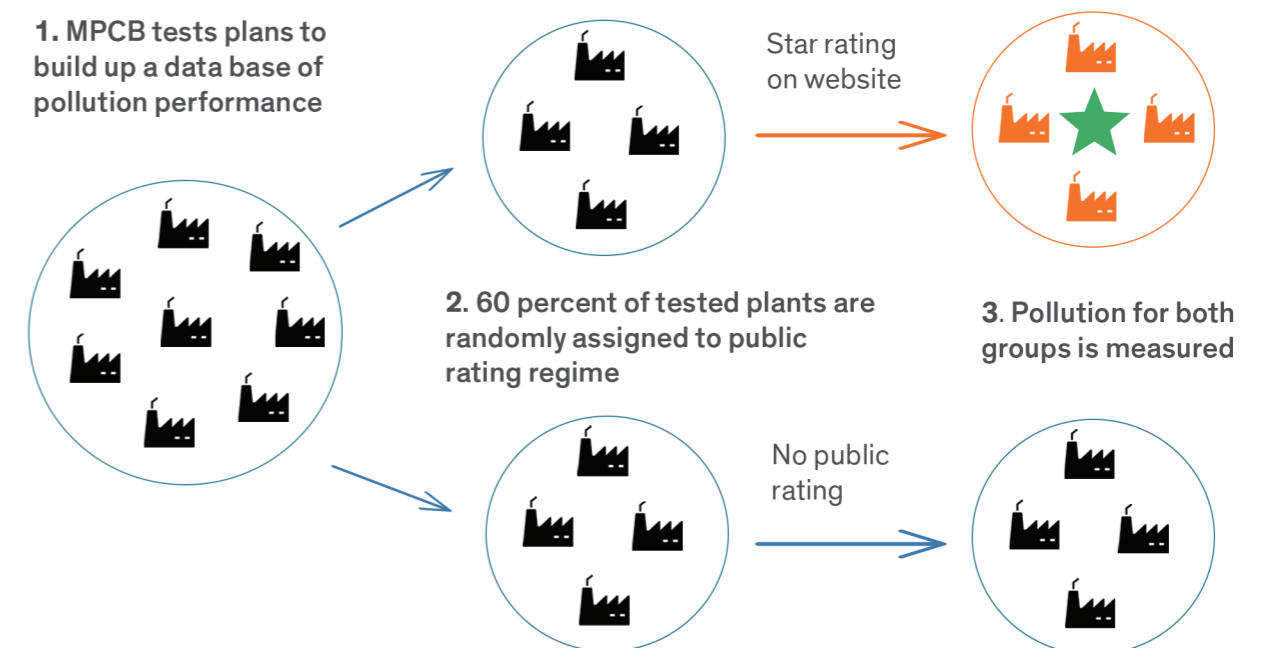 1. MPCB tests plans to
build up a data base of
pollution performance
Star rating
on website
2. 60 percent of tested plants are
randomly assigned to public
rating regime
3. Pollution for both
groups is measured
No public
rating